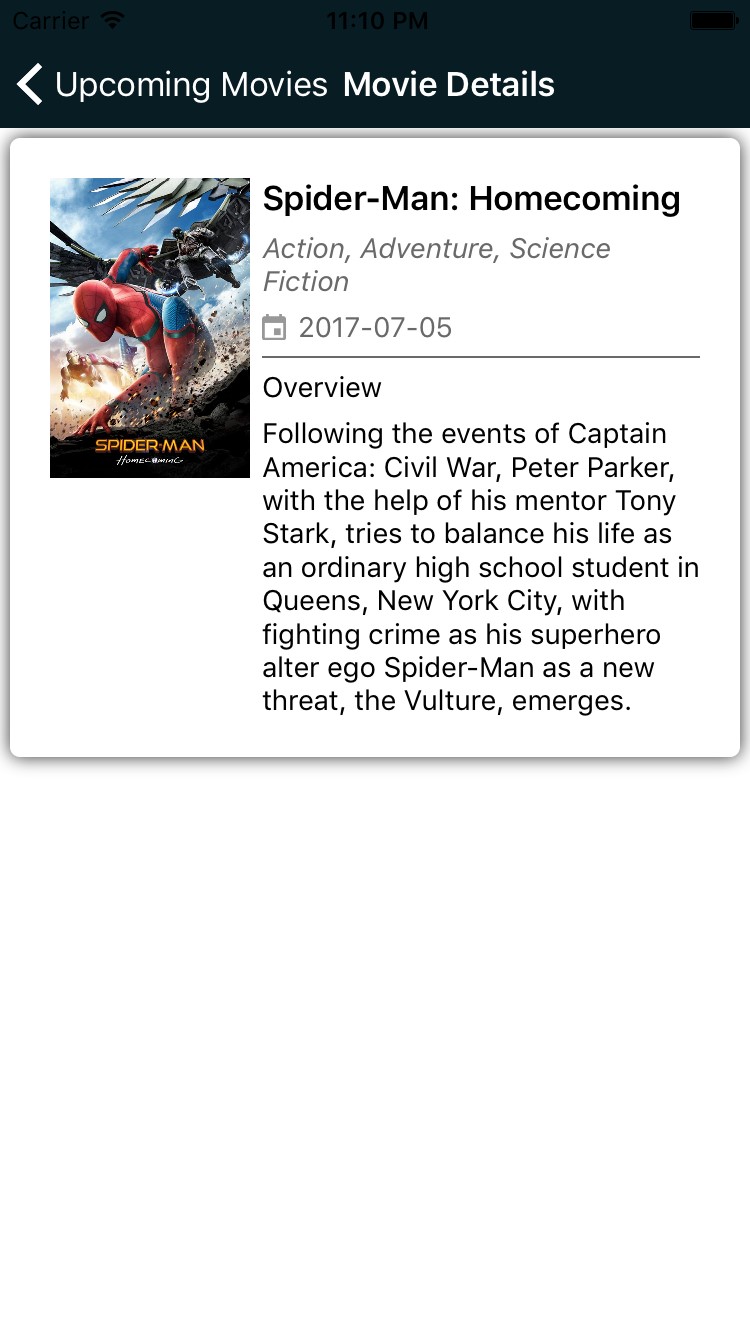 Carrier 11:10 PM
Upcoming Movies Movie Details
Spider-Man: Homecoming
Action, Adventure, Science
Fiction
2017-07-05
Overview
Following the events of Captain
America: Civil War, Peter Parker,
with the help of his mentor Tony
Stark, tries to balance his life as
an ordinary high school student in
Queens, New York City, with
fighting crime as his superhero
alter ego Spider-Man as a new
threat, the Vulture, emerges.
SPIDER-MAN
HOMECOMING